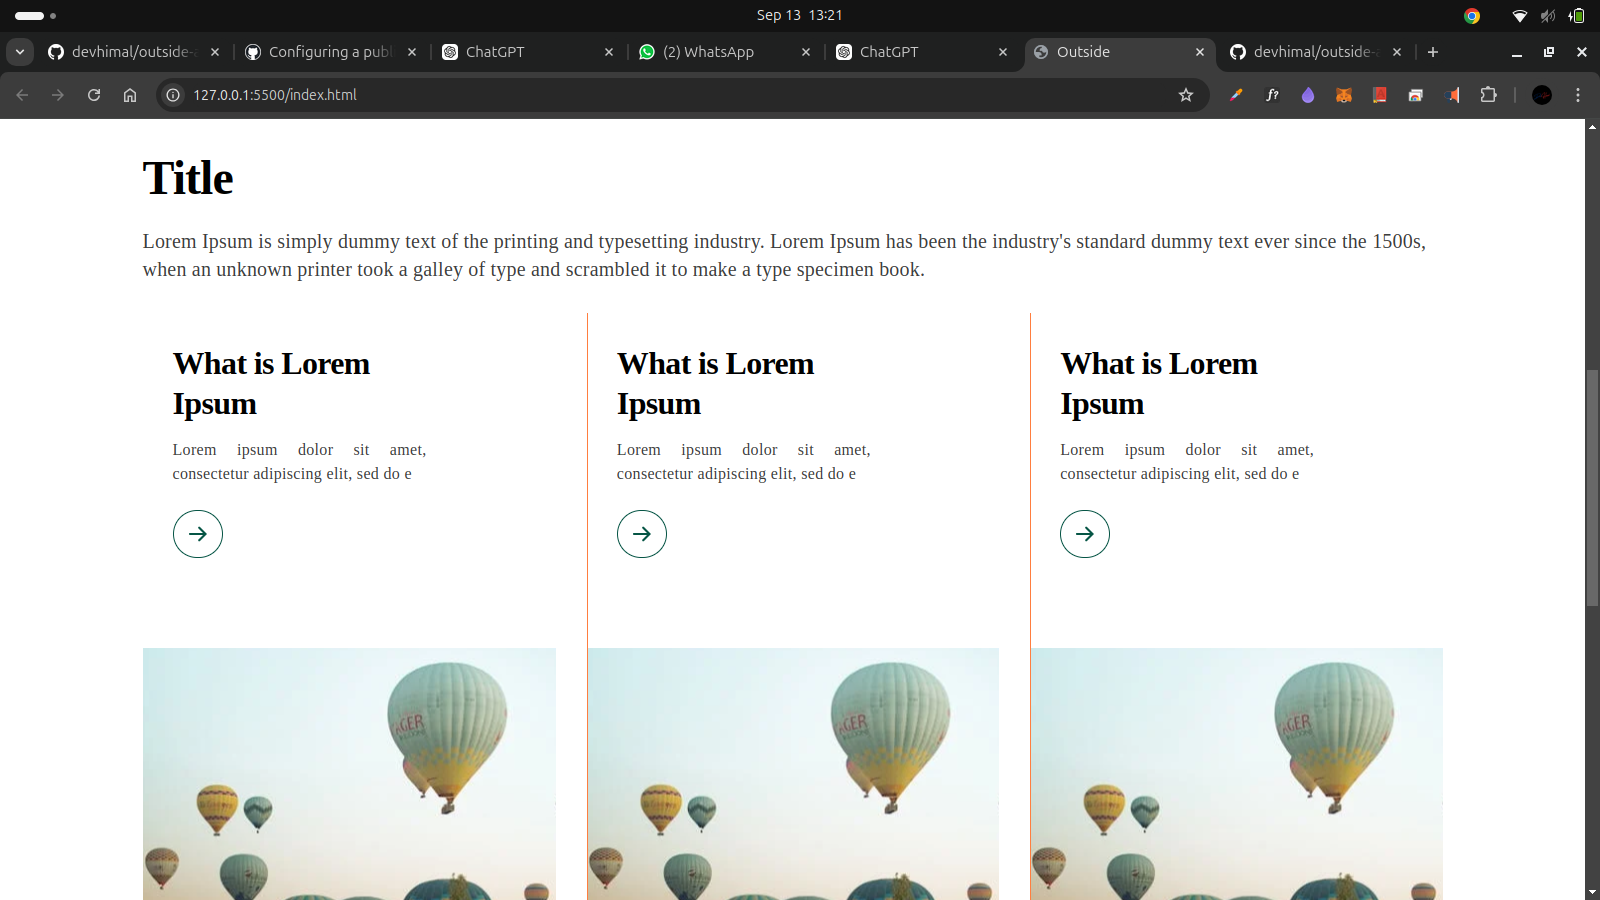 Sep 13 13:21
devhimal/outside-a
Configuring a publ
ChatGPT
(2) WhatsApp
ChatGPT
Outside
devhimal/outside-a
127.0.0.1:5500/index.html
f?
Title
Lorem Ipsum is simply dummy text of the printing and typesetting industry. Lorem Ipsum has been the industry's standard dummy text ever since the 1500s,
when an unknown printer took a galley of type and scrambled it to make a type specimen book.
What is Lorem
Ipsum
Lorem ipsum dolor sit amet,
consectetur adipiscing elit, sed do e
What is Lorem
Ipsum
Lorem ipsum dolor sit amet,
consectetur adipiscing elit, sed do e
What is Lorem
Ipsum
Lorem ipsum dolor sit amet,
consectetur adipiscing elit, sed do e